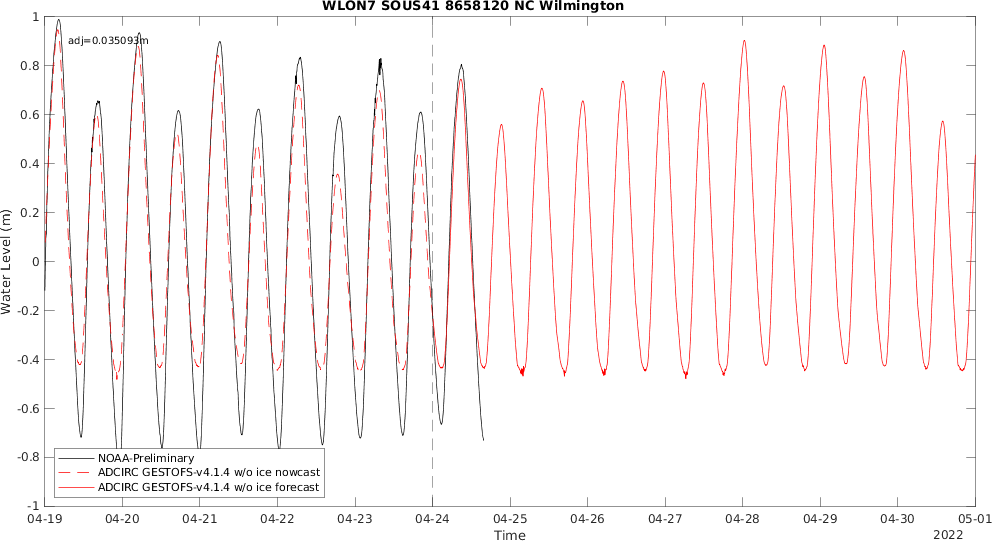 WLON7 SOUS41 8658120 NC Wilmington
adj=0.035093m
Water Level (m)
1
0.8
0.6
0.4
0.2
0
-0.2
-0.4
-0.6
-0.8
-1
NOAA-Preliminary
ADCIRC GESTOFS-v4.1.4 w/o ice nowcast
ADCIRC GESTOFS-v4.1.4 w/o ice forecast
04-19 04-20 04-21 04-22 04-23 04-24 04-25 04-26 04-27 04-28 04-29 04-30 05-01
Time
2022